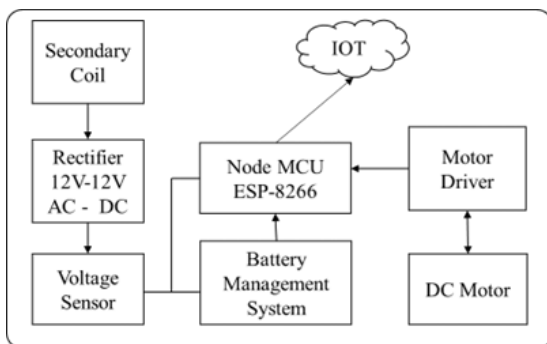 Secondary
Coil
IOT
Rectifier
12V-12V
AC - DC
Node MCU
ESP-8266
Motor
Driver
Voltage
Sensor
Battery
Management
System
DC Motor